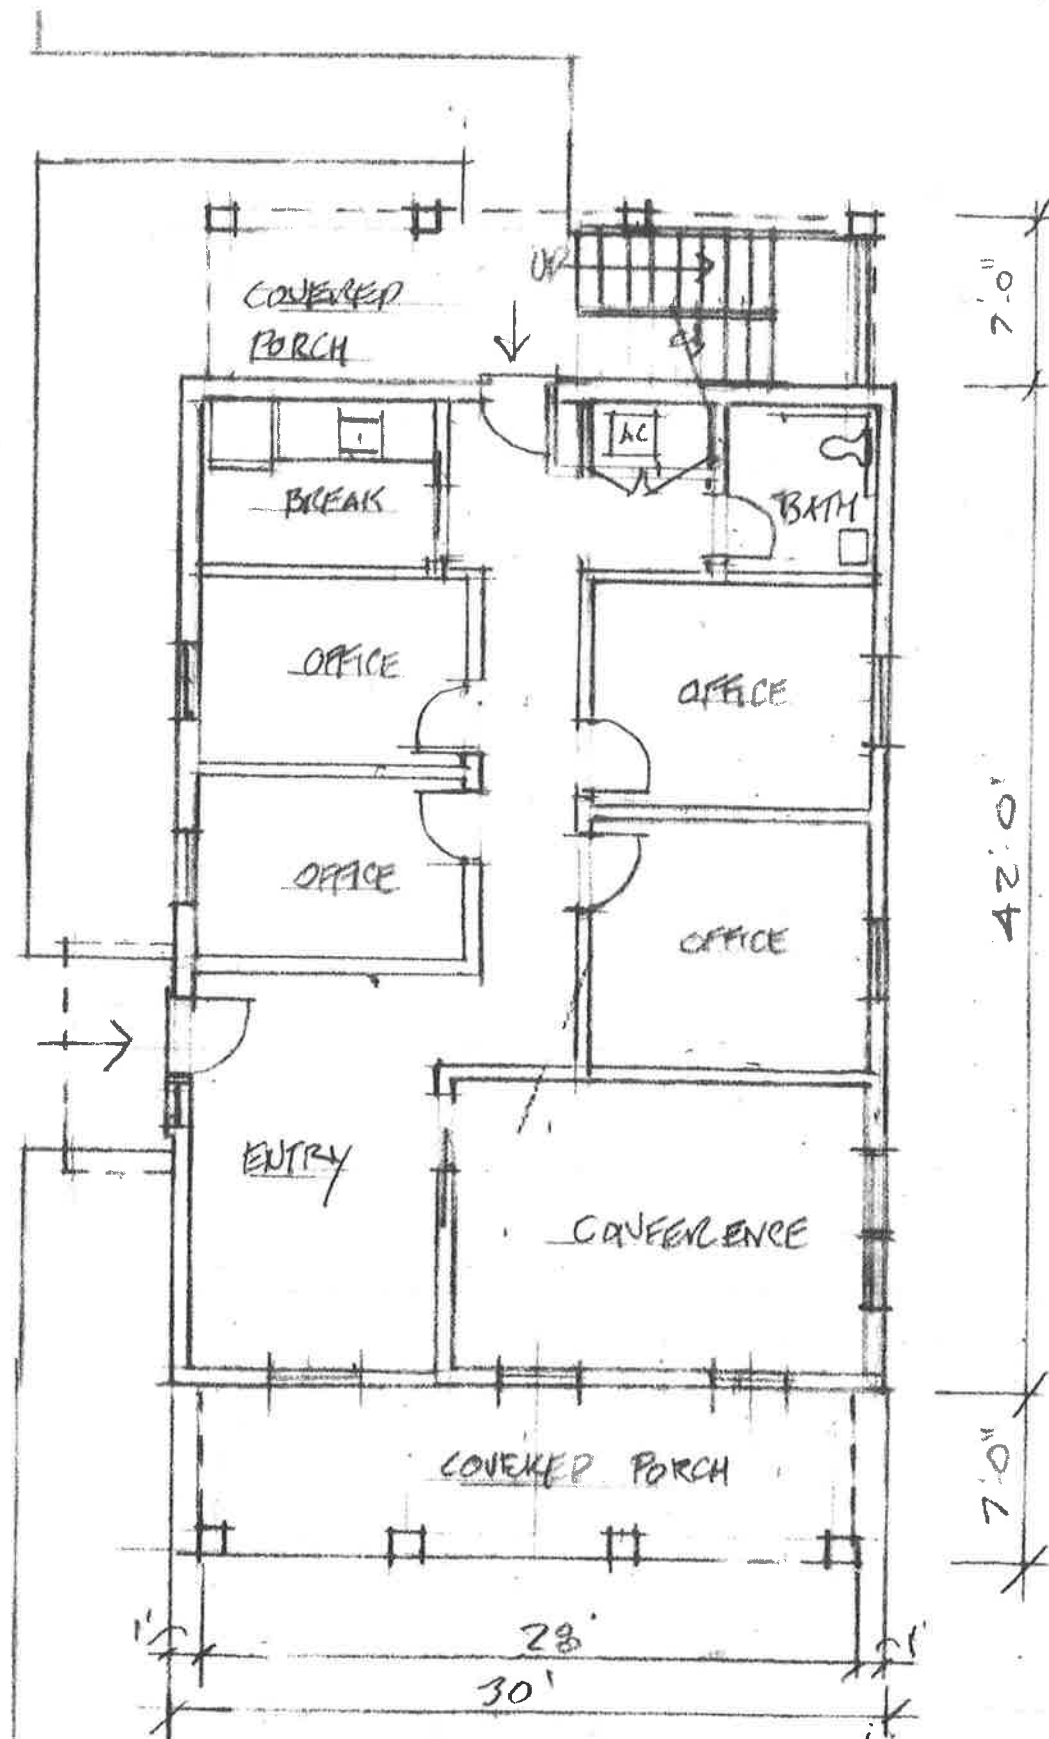 UP
7'-0"
COVERED
PORCH
AC
BREAK
BATH
OFFICE
OFFICE
42'-0"
OFFICE
OFFICE
ENTRY
CONFERENCE
COVERED PORCH
7'-0"
1'
28'
1'
30'